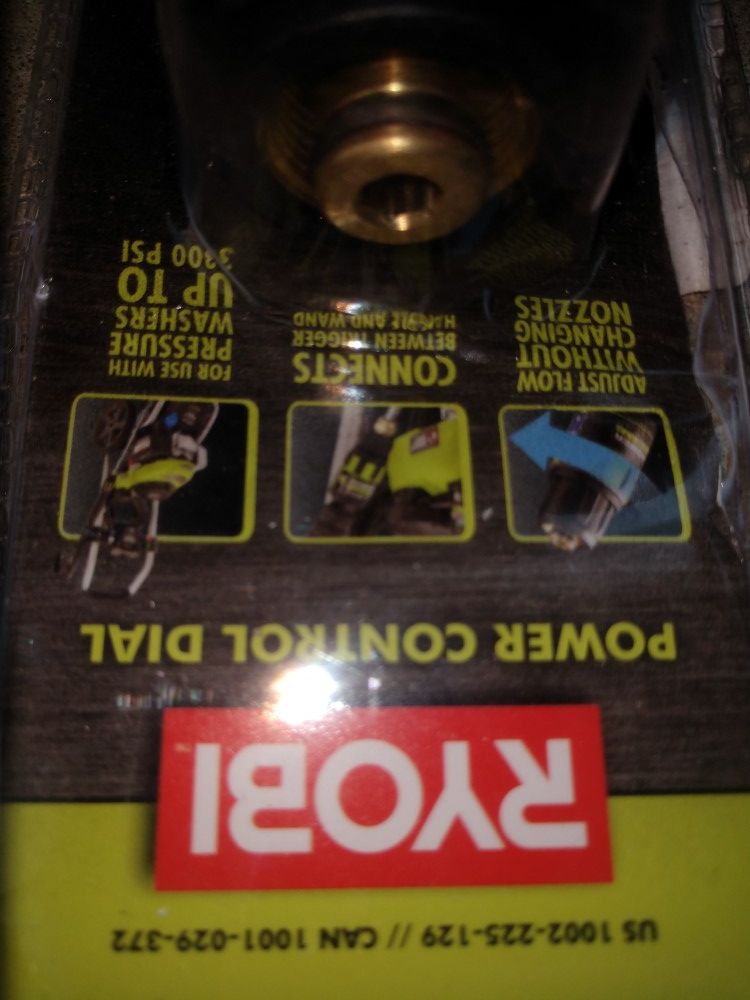 US 1002-225-129 // CAN 1001-029-372
RYOBI
POWER CONTROL DIAL
ADJUST FLOW
WITHOUT
CHANGING
NOZZLES
CONNECTS
BETWEEN TRIGGER
HANDLE AND WAND
FOR USE WITH
PRESSURE
WASHERS
UP TO
3300 PSI